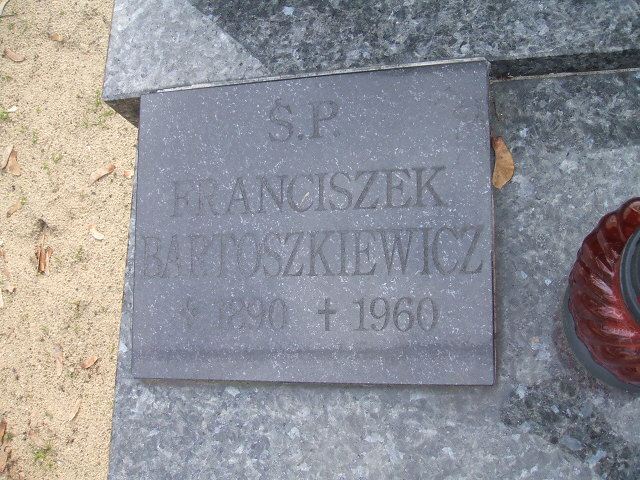 Ś.P.
FRANCISZEK
BARTOSZKIEWICZ
* 1890 † 1960